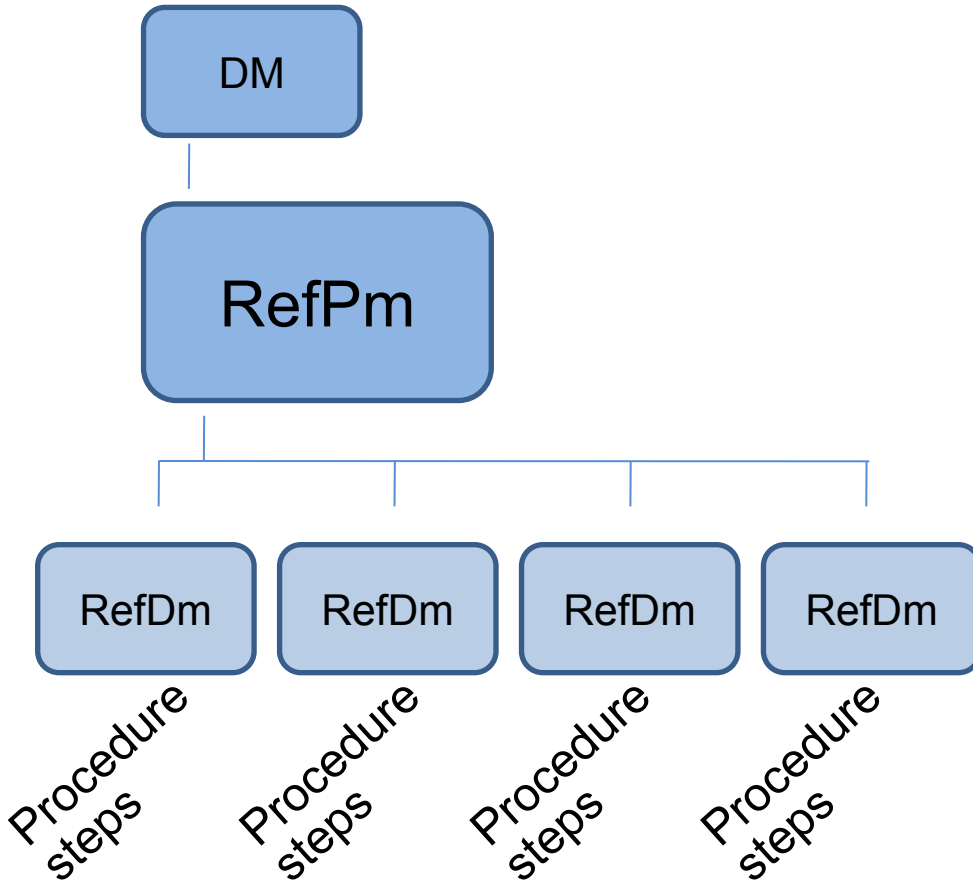 DM
RefPm
RefDm
RefDm
RefDm
RefDm
Procedure
steps
Procedure
steps
Procedure
steps
Procedure
steps